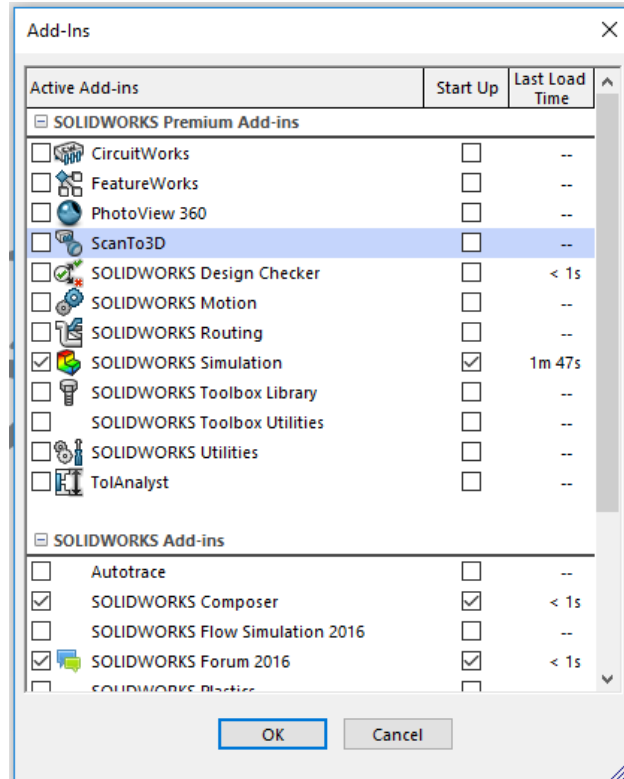 Add-Ins
Active Add-ins Start Up Last Load Time
SOLIDWORKS Premium Add-ins
CircuitWorks --
FeatureWorks --
PhotoView 360 --
ScanTo3D --
SOLIDWORKS Design Checker < 1s
SOLIDWORKS Motion --
SOLIDWORKS Routing --
SOLIDWORKS Simulation 1m 47s
SOLIDWORKS Toolbox Library --
SOLIDWORKS Toolbox Utilities --
SOLIDWORKS Utilities --
TolAnalyst --
SOLIDWORKS Add-ins
Autotrace --
SOLIDWORKS Composer < 1s
SOLIDWORKS Flow Simulation 2016 --
SOLIDWORKS Forum 2016 < 1s
SOLIDWORKS Plastics
OK Cancel